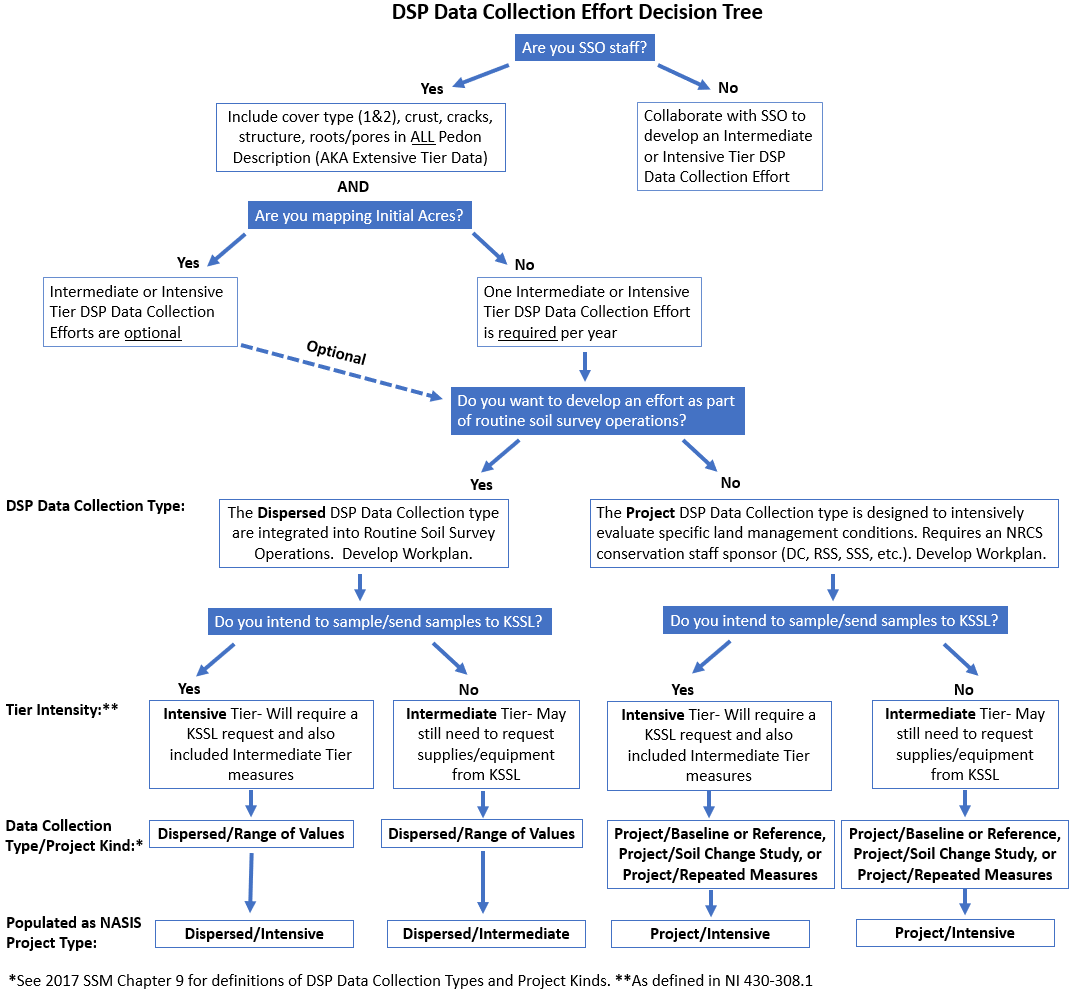 DSP Data Collection Effort Decision Tree
Are you SSO staff?
Yes
No
Include cover type (1&2), crust, cracks,
structure, roots/pores in ALL Pedon
Description (AKA Extensive Tier Data)
Collaborate with SSO to
develop an Intermediate
or Intensive Tier DSP
Data Collection Effort
AND
Are you mapping Initial Acres?
Yes
No
Intermediate or Intensive
Tier DSP Data Collection
Efforts are optional
One Intermediate or Intensive
Tier DSP Data Collection Effort
is required per year
Optional
Do you want to develop an effort as part
of routine soil survey operations?
Yes
No
DSP Data Collection Type:
The Dispersed DSP Data Collection type
are integrated into Routine Soil Survey
Operations.  Develop Workplan.
The Project DSP Data Collection type is designed to intensively
evaluate specific land management conditions. Requires an NRCS
conservation staff sponsor (DC, RSS, SSS, etc.). Develop Workplan.
Do you intend to sample/send samples to KSSL?
Do you intend to sample/send samples to KSSL?
Yes
No
Yes
No
Tier Intensity:**
Intensive Tier- Will require a
KSSL request and also
included Intermediate Tier
measures
Intermediate Tier- May
still need to request
supplies/equipment
from KSSL
Intensive Tier- Will require a
KSSL request and also
included Intermediate Tier
measures
Intermediate Tier- May
still need to request
supplies/equipment
from KSSL
Data Collection
Type/Project Kind:*
Dispersed/Range of Values
Dispersed/Range of Values
Project/Baseline or Reference,
Project/Soil Change Study, or
Project/Repeated Measures
Project/Baseline or Reference,
Project/Soil Change Study, or
Project/Repeated Measures
Populated as NASIS
Project Type:
Dispersed/Intensive
Dispersed/Intermediate
Project/Intensive
Project/Intensive
*See 2017 SSM Chapter 9 for definitions of DSP Data Collection Types and Project Kinds. **As defined in NI 430-308.1